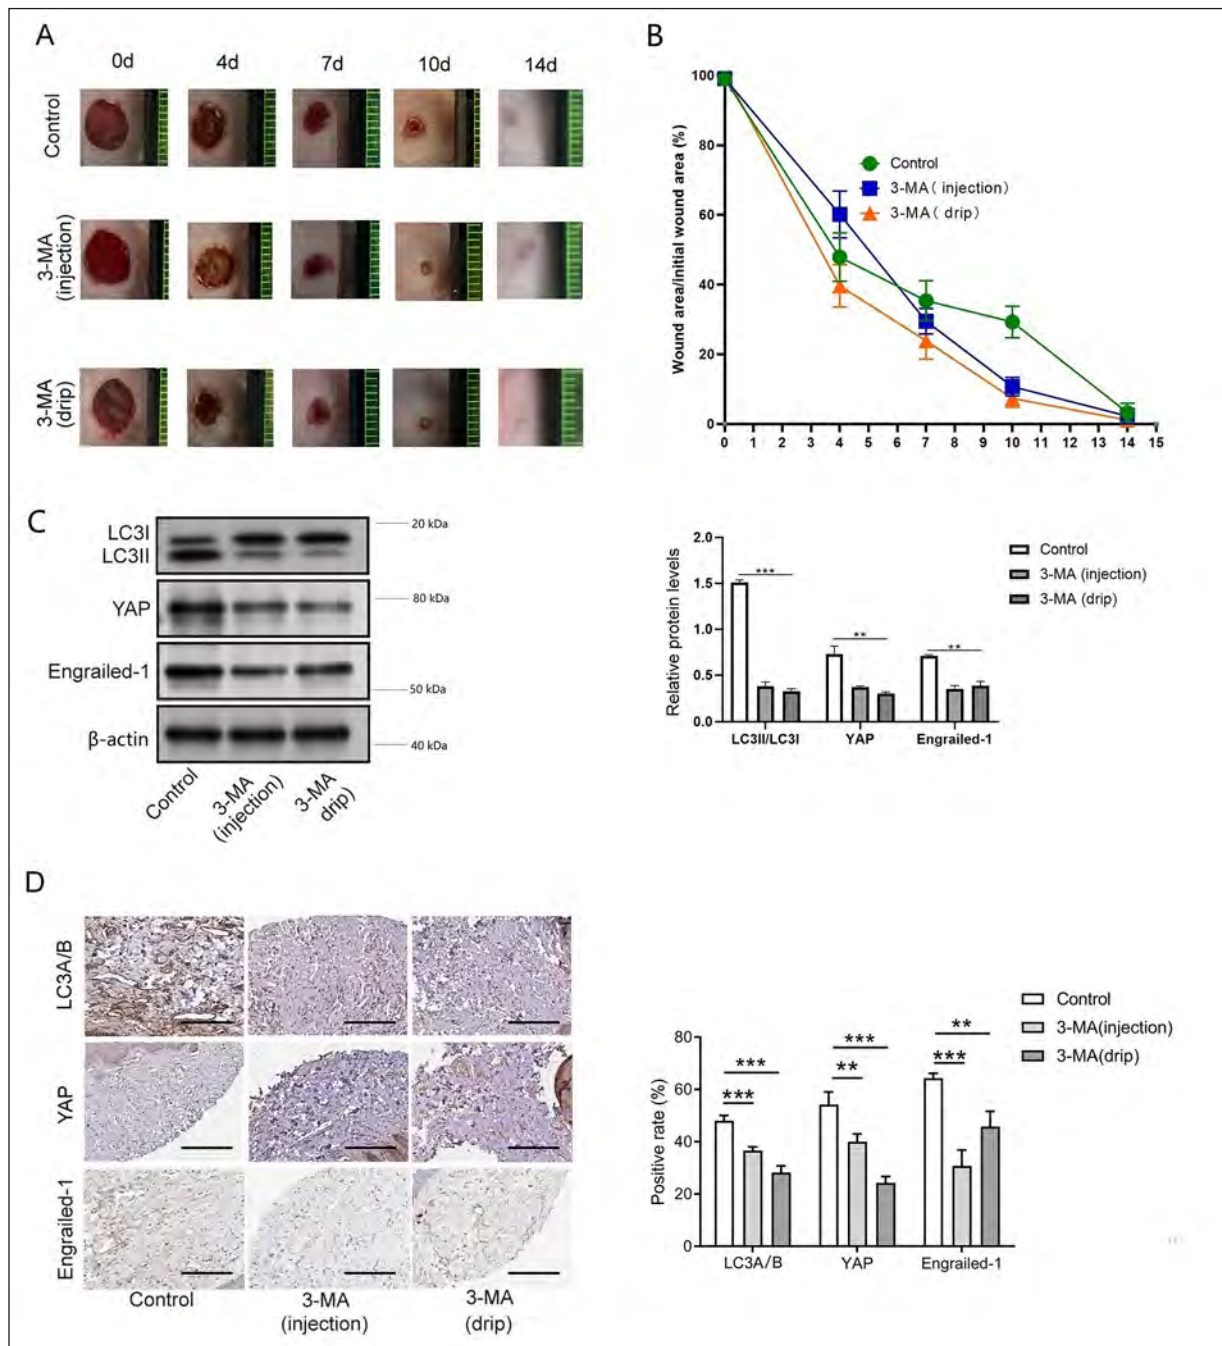 A
0d 4d 7d 10d 14d
Control
3-MA
(injection)
3-MA
(drip)
B
Wound area/initial wound area (%)
100
80
60
40
20
0
0 1 2 3 4 5 6 7 8 9 10 11 12 13 14 15
Control
3-MA( injection)
3-MA( drip)
C
LC3I
LC3II
YAP
Engrailed-1
β-actin
20 kDa
80 kDa
50 kDa
40 kDa
Control
3-MA
(injection)
3-MA
drip)
Relative protein levels
2.0
1.5
1.0
0.5
0.0
***
**
**
LC3II/LC3I YAP Engrailed-1
Control
3-MA (injection)
3-MA (drip)
D
LC3A/B
YAP
Engrailed-1
Control
3-MA
(injection)
3-MA
(drip)
Positive rate (%)
80
60
40
20
0
***
***
***
**
**
***
LC3A/B YAP Engrailed-1
Control
3-MA(injection)
3-MA(drip)